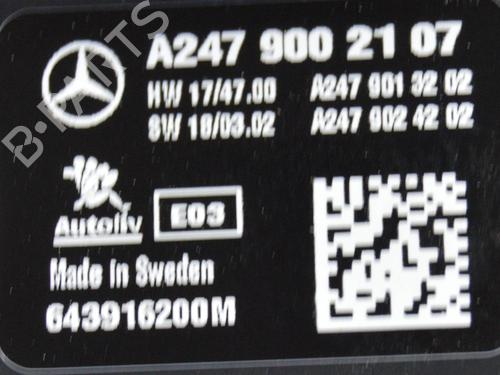 A247 900 21 07
HW 17/47.00 A247 901 32 02
SW 18/03.02 A247 902 42 02
Autoliv E03
Made in Sweden
643916200M
B-PARTS